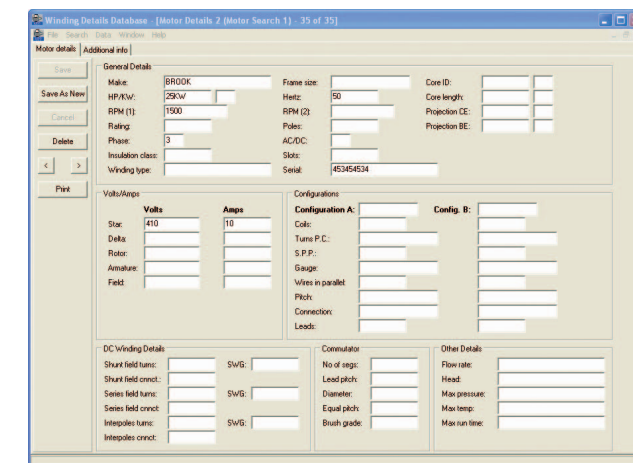 Winding Details Database - [Motor Details 2 (Motor Search 1) - 35 of 35]
File Search Data Window Help
Motor details Additional info
Save
Save As New
Cancel
Delete
< >
Print
General Details
Make: BROOK Frame size: Core ID:
HP/KW: 25KW Hertz: 50 Core length:
RPM (1): 1500 RPM (2): Projection CE:
Rating: Poles: Projection BE:
Phase: 3 AC/DC:
Insulation class: Slots:
Winding type: Serial: 453454534
Volts/Amps
Volts Amps
Star: 410 10
Delta:
Rotor:
Armature:
Field:
Configurations
Configuration A: Config. B:
Coils:
Turns P.C.:
S.P.P.:
Gauge:
Wires in parallel:
Pitch:
Connection:
Leads:
DC Winding Details
Shunt field turns: SWG:
Shunt field cnnct.:
Series field turns: SWG:
Series field cnnct:
Interpoles turns: SWG:
Interpoles cnnct:
Commutator
No of segs:
Lead pitch:
Diameter:
Equal pitch:
Brush grade:
Other Details
Flow rate:
Head:
Max pressure:
Max temp:
Max run time: